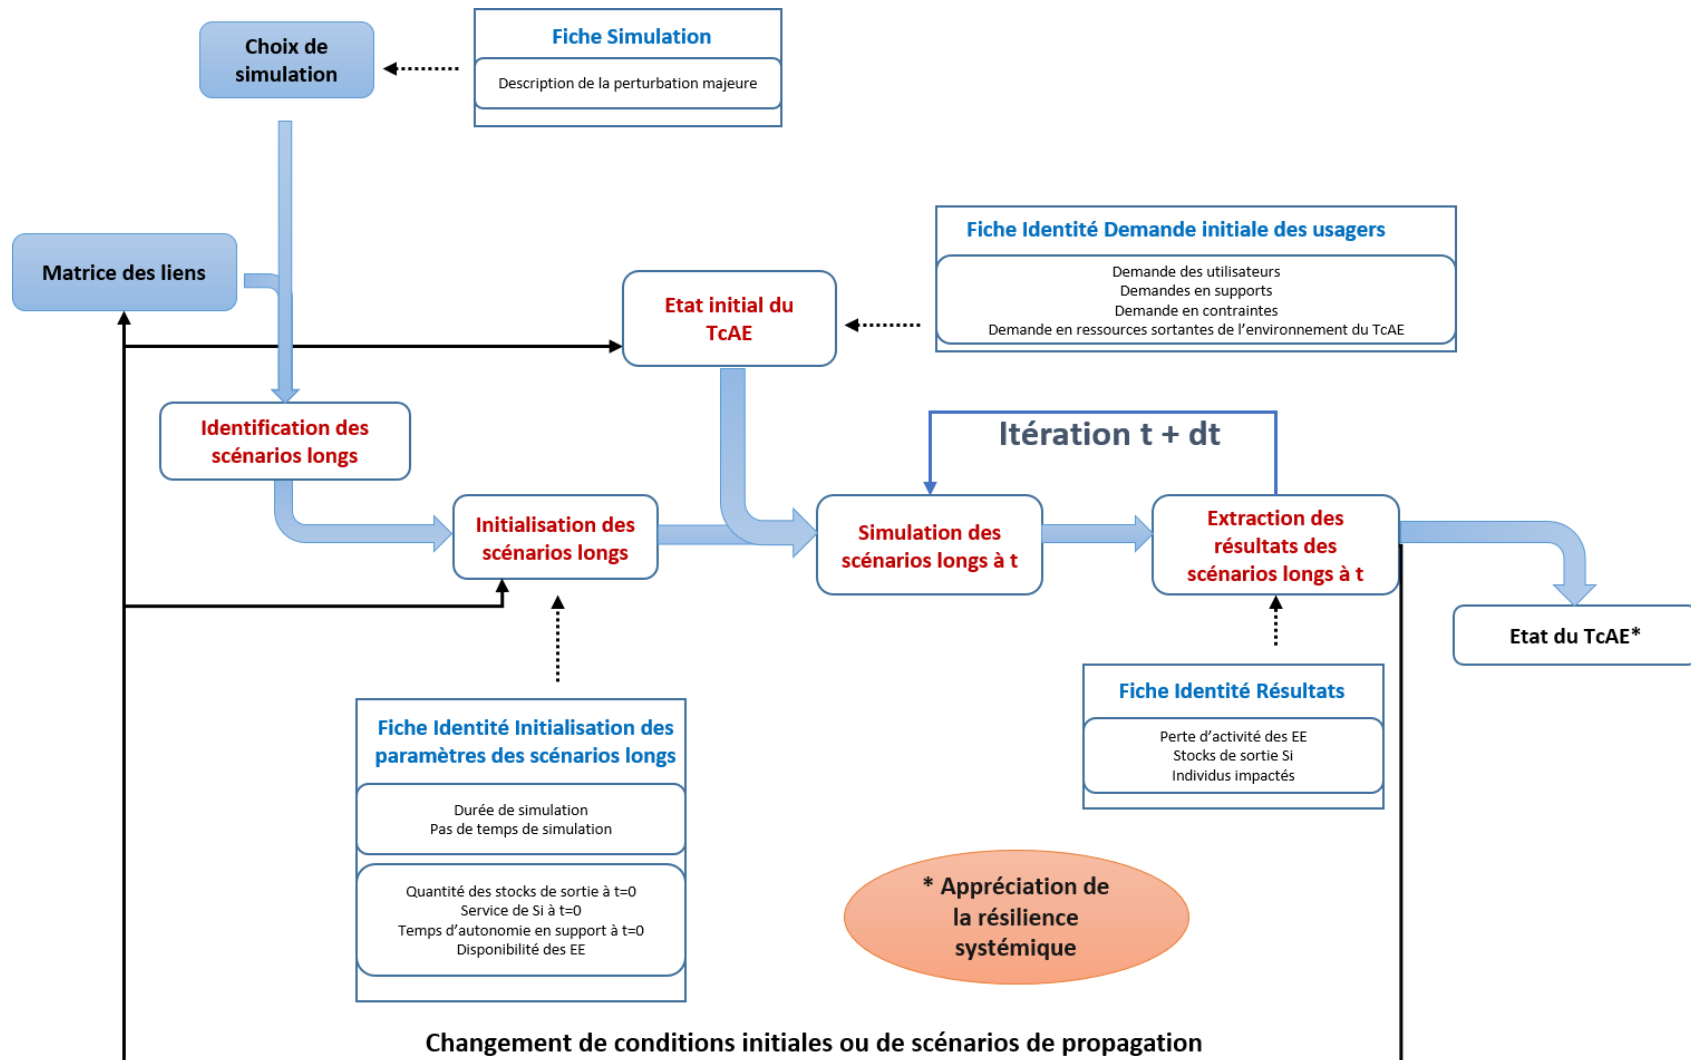 Choix de
simulation
Fiche Simulation
Description de la perturbation majeure
Matrice des liens
Fiche Identité Demande initiale des usagers
Demande des utilisateurs
Demandes en supports
Demande en contraintes
Demande en ressources sortantes de l'environnement du TcAE
Etat initial du
TcAE
Identification des
scénarios longs
Itération t + dt
Initialisation des
scénarios longs
Simulation des
scénarios longs à t
Extraction des
résultats des
scénarios longs à t
Etat du TcAE*
Fiche Identité Initialisation des
paramètres des scénarios longs
Durée de simulation
Pas de temps de simulation
Quantité des stocks de sortie à t=0
Service de Si à t=0
Temps d'autonomie en support à t=0
Disponibilité des EE
Fiche Identité Résultats
Perte d'activité des EE
Stocks de sortie Si
Individus impactés
* Appréciation de
la résilience
systémique
Changement de conditions initiales ou de scénarios de propagation